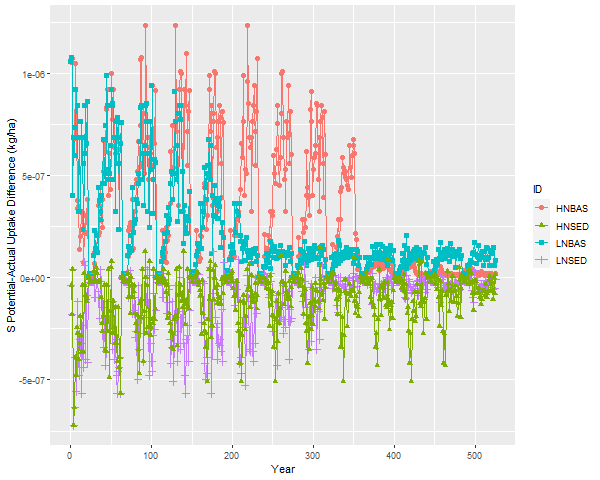 S Potential-Actual Uptake Difference (kg/ha)
1e-06
5e-07
0e+00
-5e-07
0
100
200
300
400
500
Year
ID
HNBAS
HNSED
LNBAS
LNSED